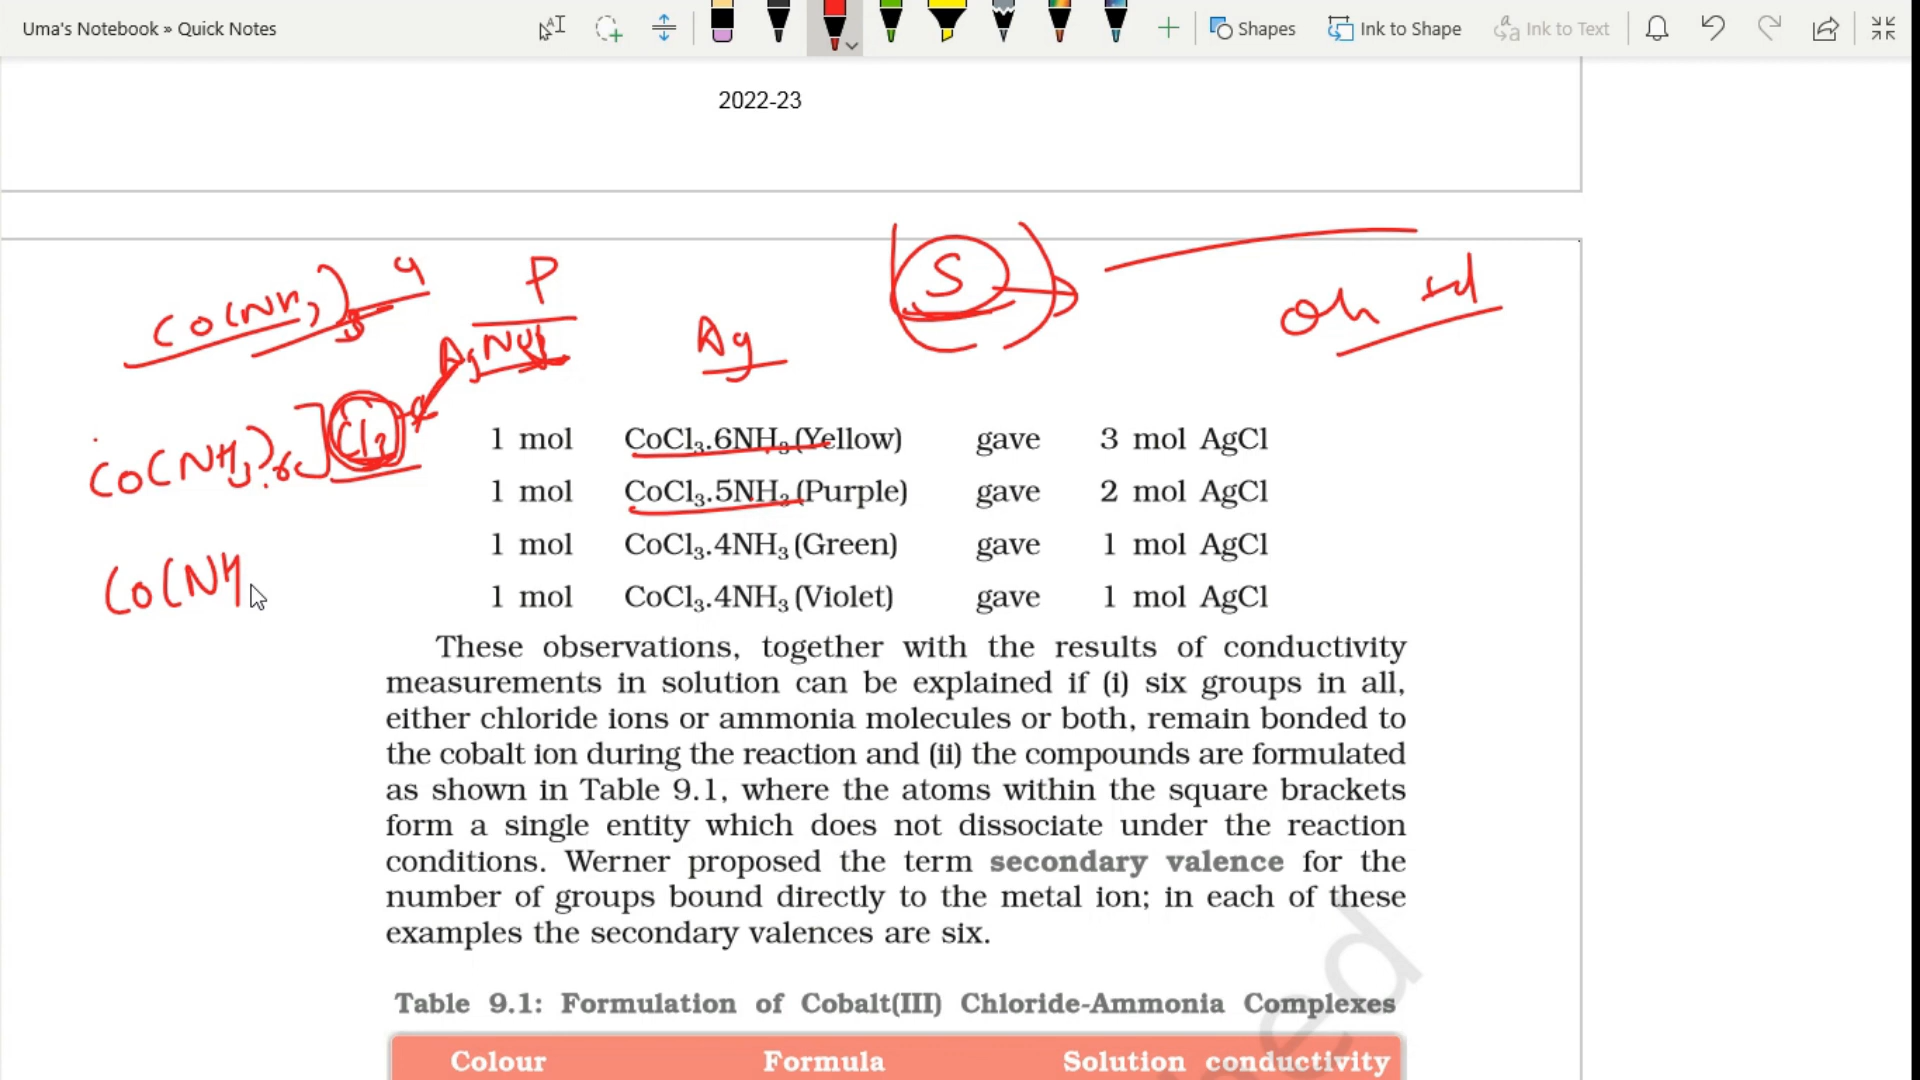 Uma's Notebook » Quick Notes
Shapes
Ink to Shape
Ink to Text
2022-23
Co(NH3)
4
P
Ag
S
Oh
Co(NH3)6]Cl3
Co(NH
1 mol CoCl₃.6NH₃ (Yellow) gave 3 mol AgCl
1 mol CoCl₃.5NH₃ (Purple) gave 2 mol AgCl
1 mol CoCl₃.4NH₃ (Green) gave 1 mol AgCl
1 mol CoCl₃.4NH₃ (Violet) gave 1 mol AgCl
These observations, together with the results of conductivity
measurements in solution can be explained if (i) six groups in all,
either chloride ions or ammonia molecules or both, remain bonded to
the cobalt ion during the reaction and (ii) the compounds are formulated
as shown in Table 9.1, where the atoms within the square brackets
form a single entity which does not dissociate under the reaction
conditions. Werner proposed the term secondary valence for the
number of groups bound directly to the metal ion; in each of these
examples the secondary valences are six.
Table 9.1: Formulation of Cobalt(III) Chloride-Ammonia Complexes
Colour Formula Solution conductivity